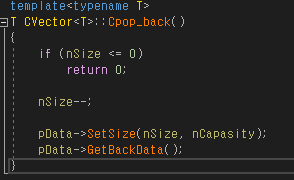 template<typename T>
T CVector<T>::Cpop_back()
{
if (nSize <= 0)
return 0;
nSize--;
pData->SetSize(nSize, nCapasity);
pData->GetBackData();
}